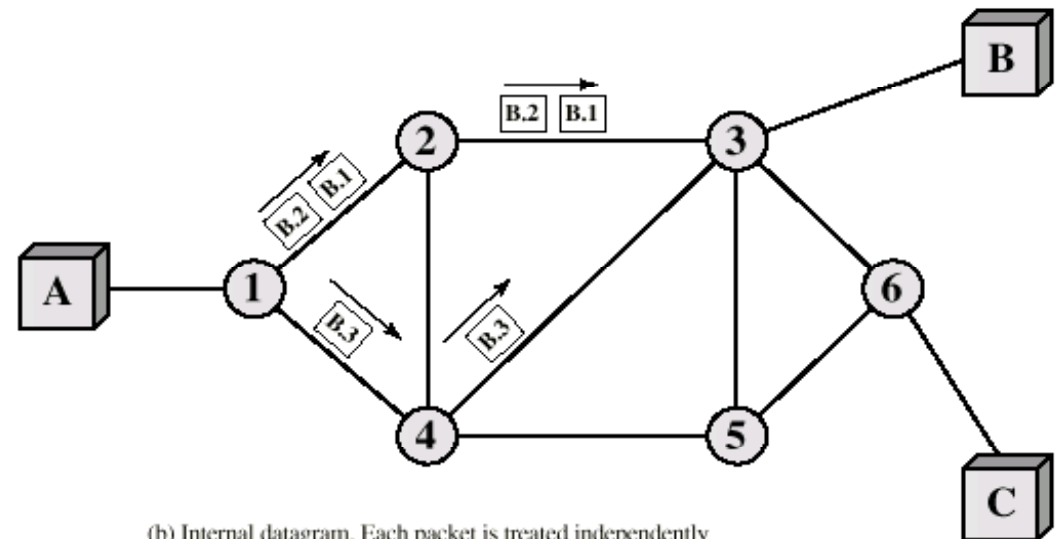 B
B.2 B.1
2
3
B.2 B.1
A
1
6
B.3
B.3
4
5
C
(b) Internal datagram. Each packet is treated independently